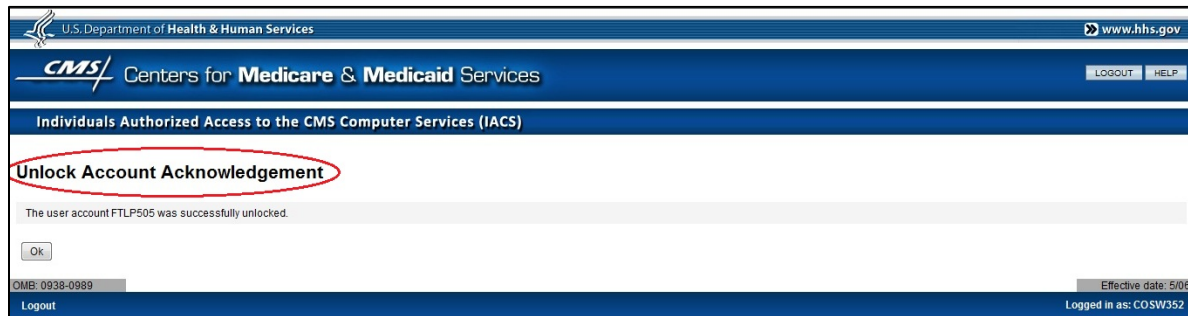 U.S. Department of Health & Human Services
www.hhs.gov
CMS/ Centers for Medicare & Medicaid Services
LOGOUT HELP
Individuals Authorized Access to the CMS Computer Services (IACS)
Unlock Account Acknowledgement
The user account FTLP505 was successfully unlocked.
Ok
OMB: 0938-0989
Effective date: 5/06
Logout
Logged in as: COSW352